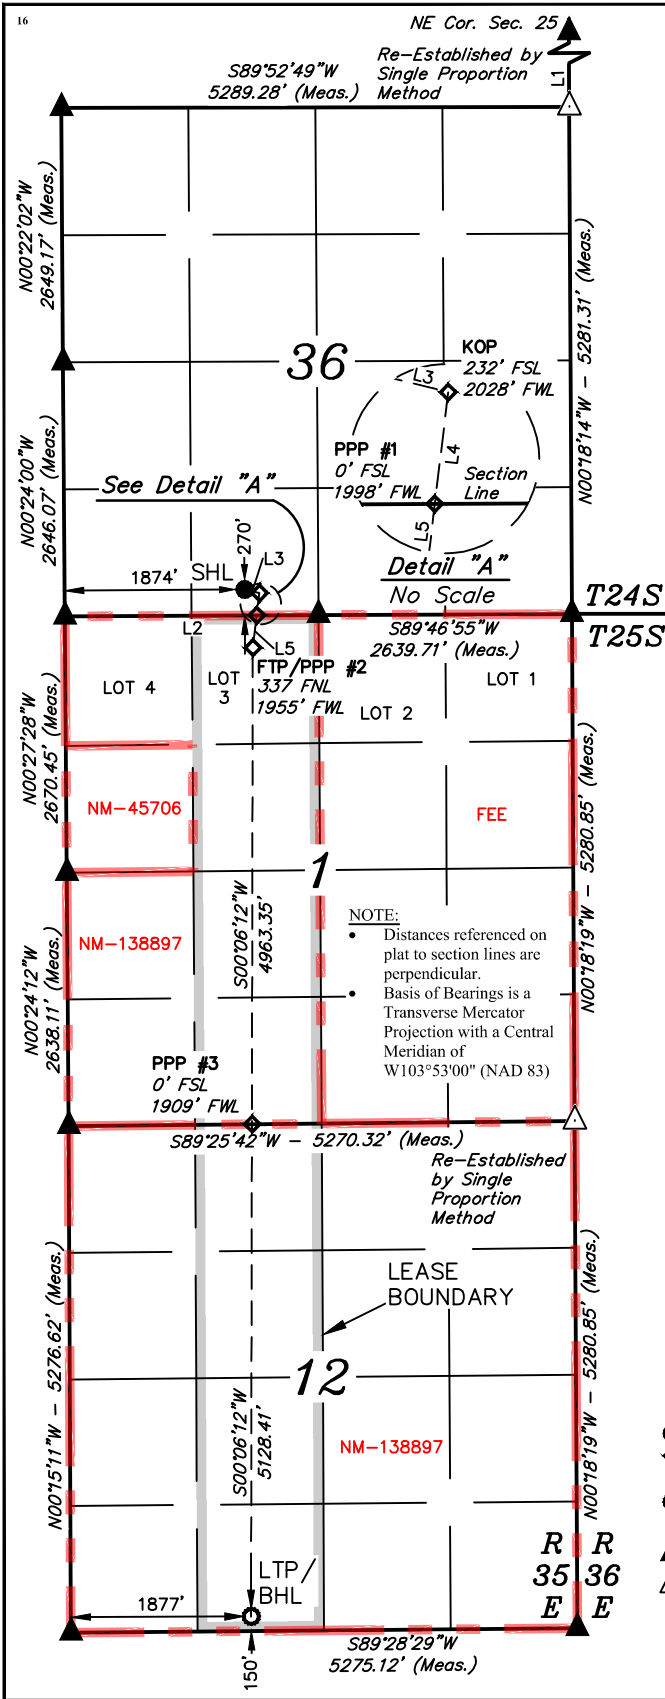 16
NE Cor. Sec. 25
Re-Established by
Single Proportion
Method
L1
S89°52'49"W
5289.28' (Meas.)
N00°22'02"W
2649.17' (Meas.)
N00°18'14"W - 5281.31' (Meas.)
36
KOP
232' FSL
2028' FWL
L3
L4
PPP #1
0' FSL
1998' FWL
Section
Line
L5
Detail "A"
No Scale
N00°24'00"W
2646.07' (Meas.)
See Detail "A"
270'
L3
1874'
SHL
T24S
T25S
S89°46'55"W
2639.71' (Meas.)
L2
L5
FTP/PPP #2
337 FNL
1955' FWL
LOT 4
LOT
3
LOT 2
LOT 1
N00°27'28"W
2670.45' (Meas.)
NM-45706
FEE
N00°18'19"W - 5280.85' (Meas.)
1
NM-138897
S00°06'12"W
4963.35'
NOTE:
• Distances referenced on
plat to section lines are
perpendicular.
• Basis of Bearings is a
Transverse Mercator
Projection with a Central
Meridian of
W103°53'00" (NAD 83)
N00°24'12"W
2638.11' (Meas.)
PPP #3
0' FSL
1909' FWL
S89°25'42"W - 5270.32' (Meas.)
Re-Established
by Single
Proportion
Method
LEASE
BOUNDARY
N00°15'11"W - 5276.62' (Meas.)
N00°18'19"W - 5280.85' (Meas.)
12
S00°06'12"W
5128.41'
NM-138897
R R
35 36
E E
LTP/
BHL
1877'
150'
S89°28'29"W
5275.12' (Meas.)